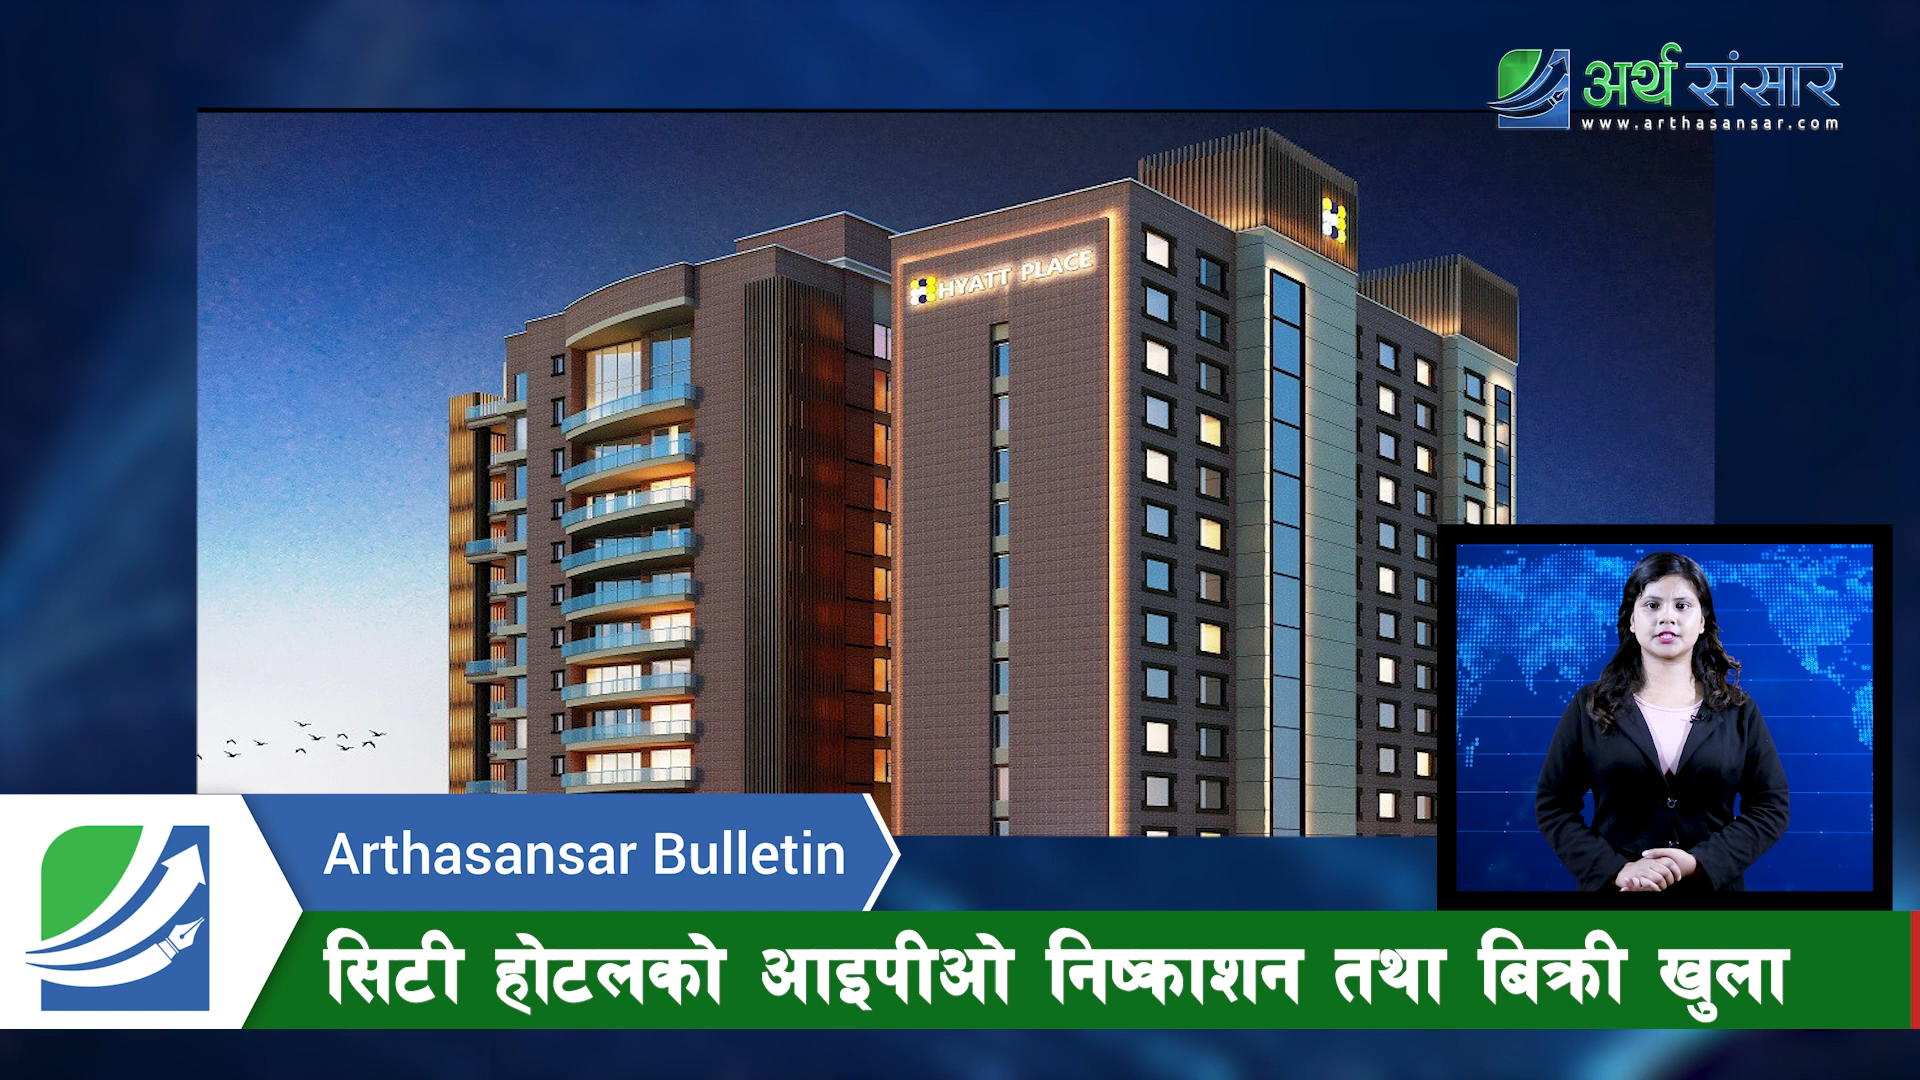 अर्थ संसार
www.arthasansar.com
HYATT PLACE
Arthasansar Bulletin
सिटी होटलको आइपीओ निष्काशन तथा बिक्री खुला